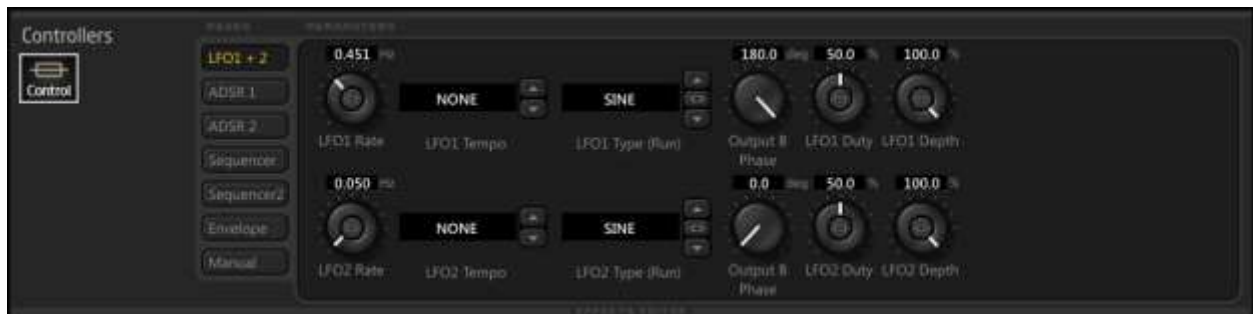 Controllers
Control
PAGES
PARAMETERS
LFO1 + 2
ADSR 1
ADSR 2
Sequencer
Sequencer2
Envelope
Manual
0.451 Hz
NONE
SINE
180.0 deg
50.0 %
100.0 %
LFO1 Rate
LFO1 Tempo
LFO1 Type (Run)
Output B
Phase
LFO1 Duty
LFO1 Depth
0.050 Hz
NONE
SINE
0.0 deg
50.0 %
100.0 %
LFO2 Rate
LFO2 Tempo
LFO2 Type (Run)
Output B
Phase
LFO2 Duty
LFO2 Depth